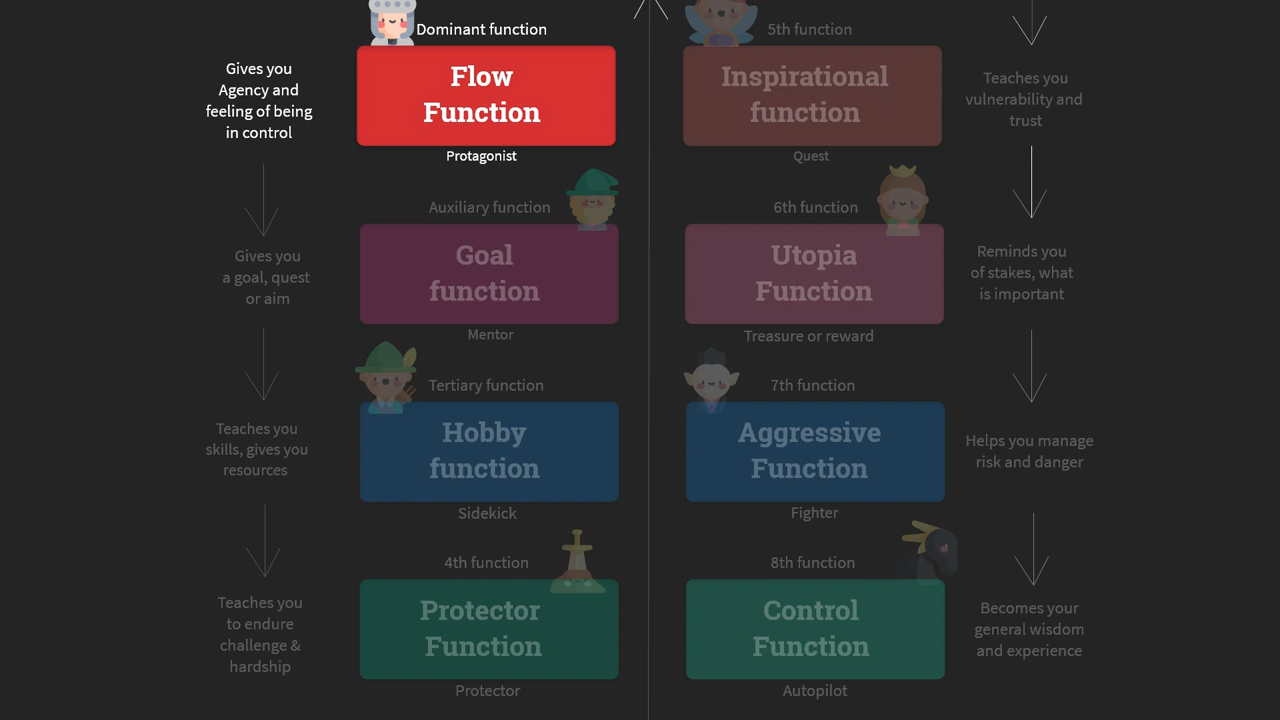 Dominant function
Flow
Function
Protagonist
Gives you
Agency and
feeling of being
in control
Auxiliary function
Goal
function
Mentor
Gives you
a goal, quest
or aim
Tertiary function
Hobby
function
Sidekick
Teaches you
skills, gives you
resources
4th function
Protector
Function
Protector
Teaches you
to endure
challenge &
hardship
5th function
Inspirational
function
Quest
Teaches you
vulnerability and
trust
6th function
Utopia
Function
Treasure or reward
Reminds you
of stakes, what
is important
7th function
Aggressive
Function
Fighter
Helps you manage
risk and danger
8th function
Control
Function
Autopilot
Becomes your
general wisdom
and experience